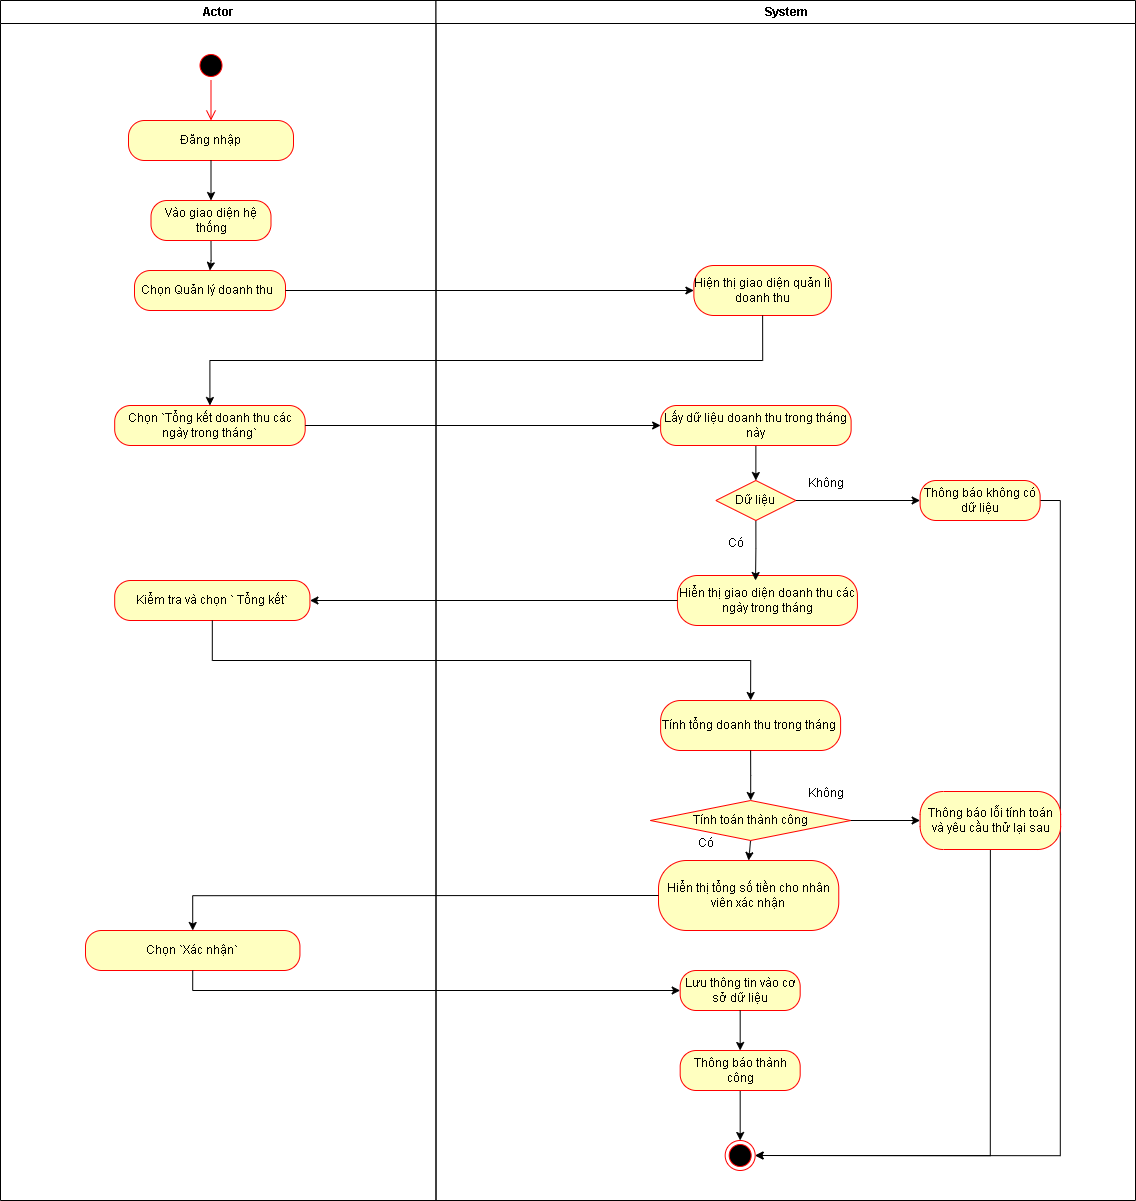 Actor
System
Đăng nhập
Vào giao diện hệ
thống
Chọn Quản lý doanh thu
Hiện thị giao diện quản lí
doanh thu
Chọn `Tổng kết doanh thu các
ngày trong tháng`
Lấy dữ liệu doanh thu trong tháng
này
Dữ liệu
Không
Thông báo không có
dữ liệu
Có
Hiển thị giao diện doanh thu các
ngày trong tháng
Kiểm tra và chọn ` Tổng kết`
Tính tổng doanh thu trong tháng
Tính toán thành công
Không
Thông báo lỗi tính toán
và yêu cầu thử lại sau
Có
Hiển thị tổng số tiền cho nhân
viên xác nhận
Chọn `Xác nhận`
Lưu thông tin vào cơ
sở dữ liệu
Thông báo thành
công